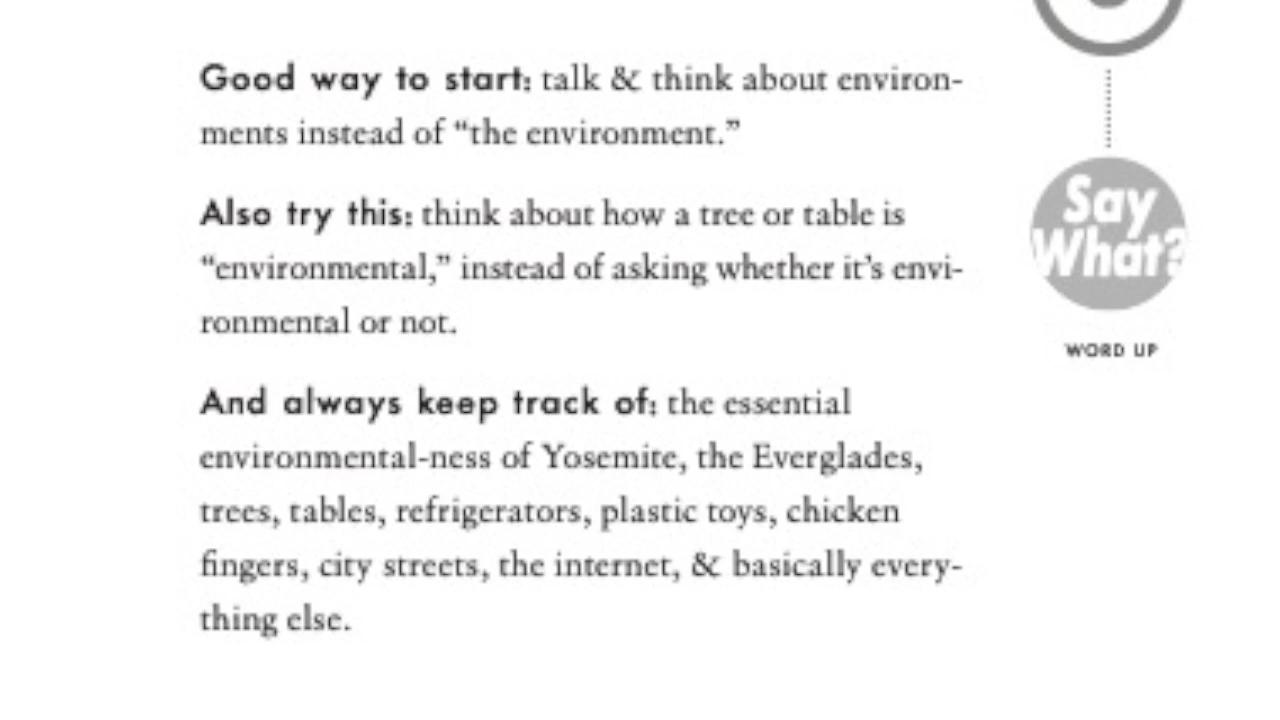 Good way to start: talk & think about environ-
ments instead of “the environment.”
Also try this: think about how a tree or table is
“environmental,” instead of asking whether it’s envi-
ronmental or not.
And always keep track of: the essential
environmental-ness of Yosemite, the Everglades,
trees, tables, refrigerators, plastic toys, chicken
fingers, city streets, the internet, & basically every-
thing else.
Say
What?
WORD UP